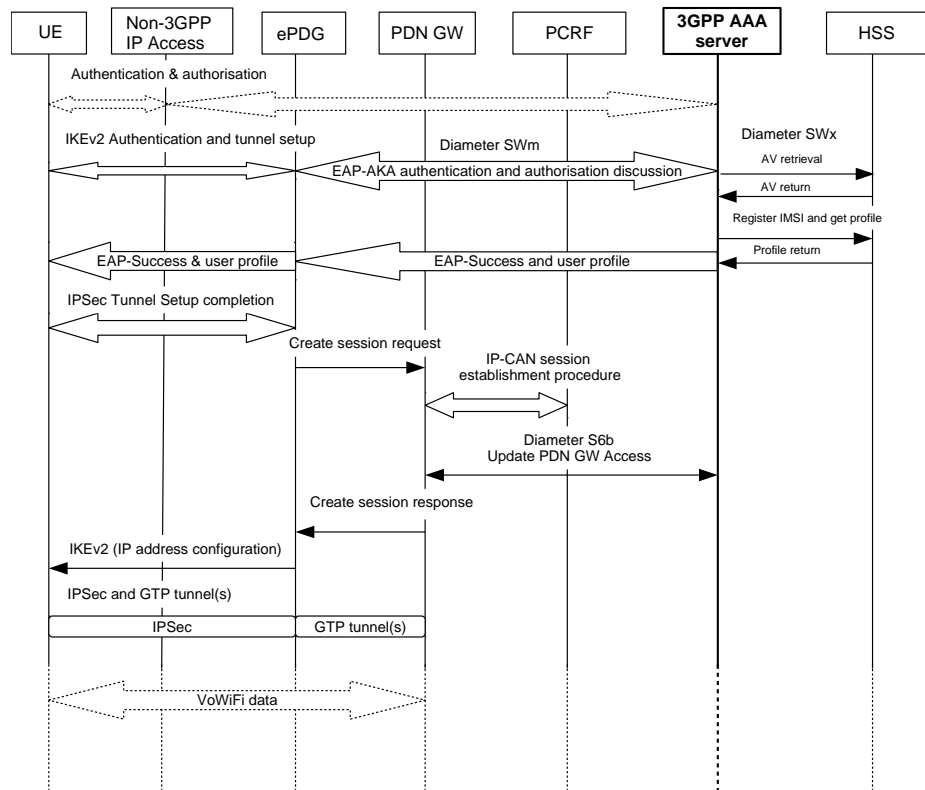 UE
Non-3GPP
IP Access
ePDG
PDN GW
PCRF
3GPP AAA
server
HSS
Authentication & authorisation
IKEv2 Authentication and tunnel setup
Diameter SWm
Diameter SWx
EAP-AKA authentication and authorisation discussion
AV retrieval
AV return
Register IMSI and get profile
Profile return
EAP-Success & user profile
EAP-Success and user profile
IPSec Tunnel Setup completion
Create session request
IP-CAN session
establishment procedure
Diameter S6b
Update PDN GW Access
Create session response
IKEv2 (IP address configuration)
IPSec and GTP tunnel(s)
IPSec
GTP tunnel(s)
VoWiFi data